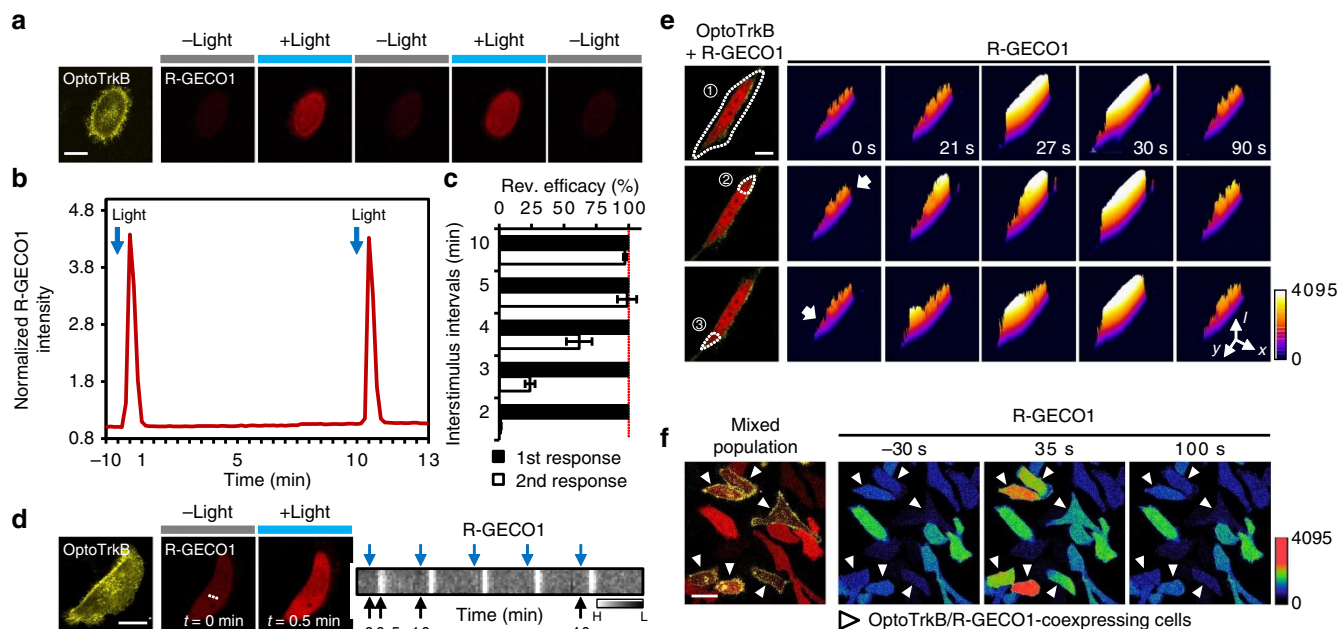 a
–Light
+Light
–Light
+Light
–Light
OptoTrkB
R-GECO1
b
Normalized R-GECO1
intensity
4.8
3.8
2.8
1.8
0.8
Light
Light
–10
1
5
10
13
Time (min)
c
Rev. efficacy (%)
0
25
75
100
Interstimulus intervals (min)
10
5
4
3
2
1st response
2nd response
d
–Light
+Light
OptoTrkB
R-GECO1
t = 0 min
t = 0.5 min
R-GECO1
Time (min)
H
L
e
OptoTrkB
+ R-GECO1
R-GECO1
①
0 s
21 s
27 s
30 s
90 s
②
③
I
y
x
4095
0
f
Mixed
population
R-GECO1
–30 s
35 s
100 s
4095
0
OptoTrkB/R-GECO1-coexpressing cells